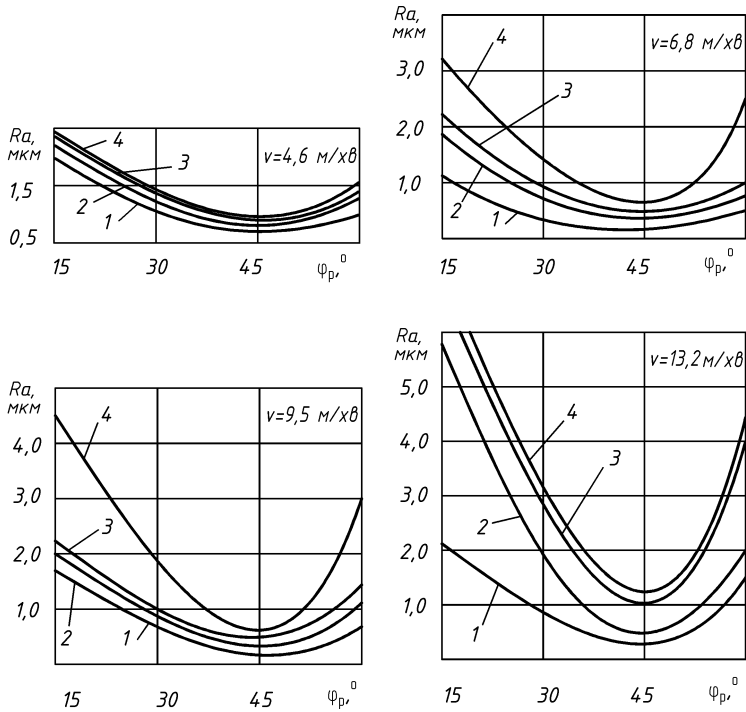 Ra,
мкм
v=4,6 м/хв
1,5
0,5
4
3
2
1
15 30 45 φр,°
Ra,
мкм
v=6,8 м/хв
3,0
2,0
1,0
4
3
2
1
15 30 45 φр,°
Ra,
мкм
v=9,5 м/хв
4,0
3,0
2,0
1,0
4
3
2
1
15 30 45 φр,°
Ra,
мкм
v=13,2 м/хв
5,0
4,0
3,0
2,0
1,0
4
3
2
1
15 30 45 φр,°